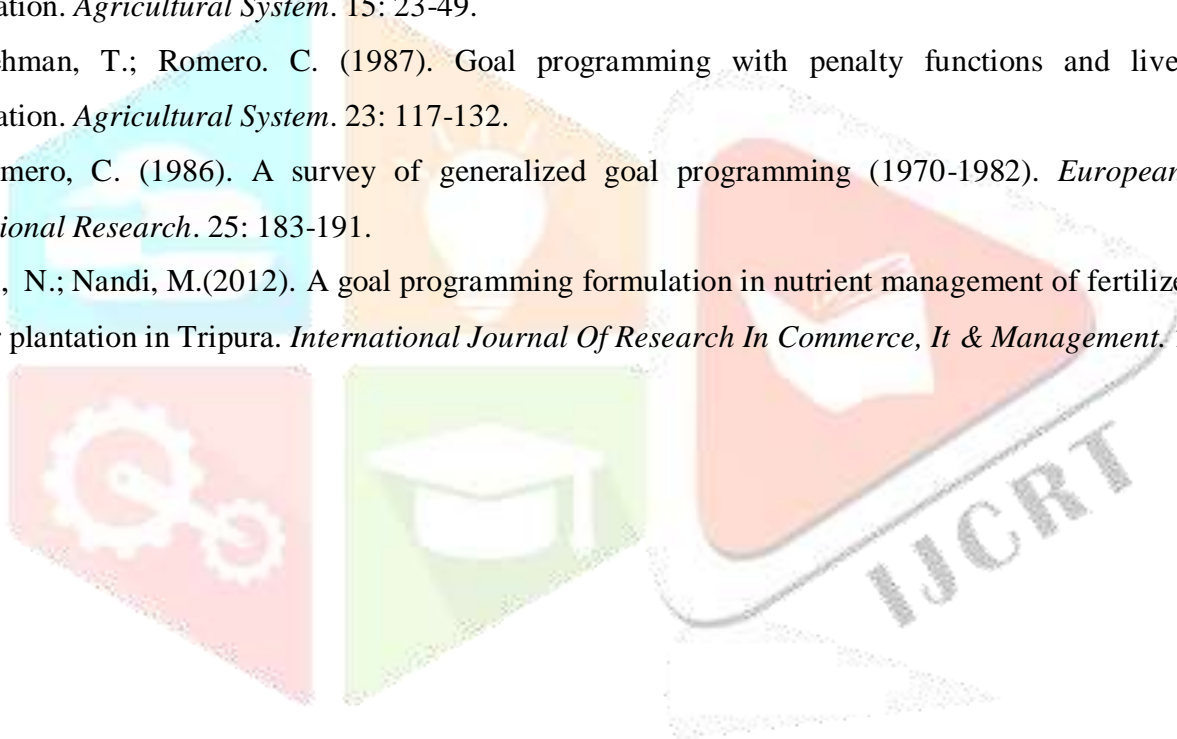 ation. Agricultural System. 15: 23-49.
ehman, T.; Romero. C. (1987). Goal programming with penalty functions and live
ation. Agricultural System. 23: 117-132.
mero, C. (1986). A survey of generalized goal programming (1970-1982). European
ional Research. 25: 183-191.
, N.; Nandi, M.(2012). A goal programming formulation in nutrient management of fertilize
plantation in Tripura. International Journal Of Research In Commerce, It & Management.
IJCRT